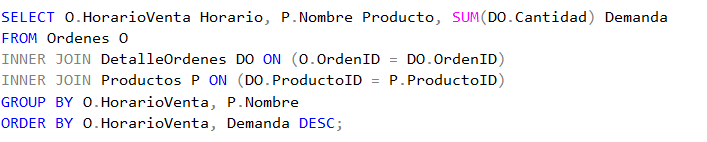 SELECT O.HorarioVenta Horario, P.Nombre Producto, SUM(DO.Cantidad) Demanda
FROM Ordenes O
INNER JOIN DetalleOrdenes DO ON (O.OrdenID = DO.OrdenID)
INNER JOIN Productos P ON (DO.ProductoID = P.ProductoID)
GROUP BY O.HorarioVenta, P.Nombre
ORDER BY O.HorarioVenta, Demanda DESC;